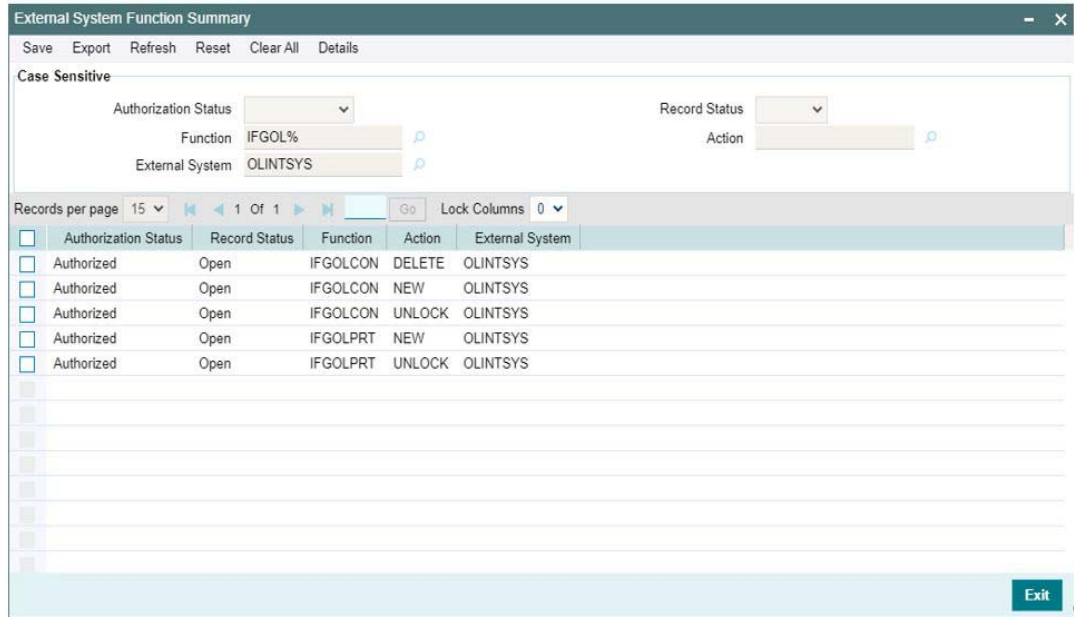 External System Function Summary
Save Export Refresh Reset Clear All Details
Case Sensitive
Authorization Status Record Status
Function IFGOL% Action
External System OLINTSYS
Records per page 15 1 Of 1 Go Lock Columns 0
Authorization Status Record Status Function Action External System
Authorized Open IFGOLCON DELETE OLINTSYS
Authorized Open IFGOLCON NEW OLINTSYS
Authorized Open IFGOLCON UNLOCK OLINTSYS
Authorized Open IFGOLPRT NEW OLINTSYS
Authorized Open IFGOLPRT UNLOCK OLINTSYS
Exit